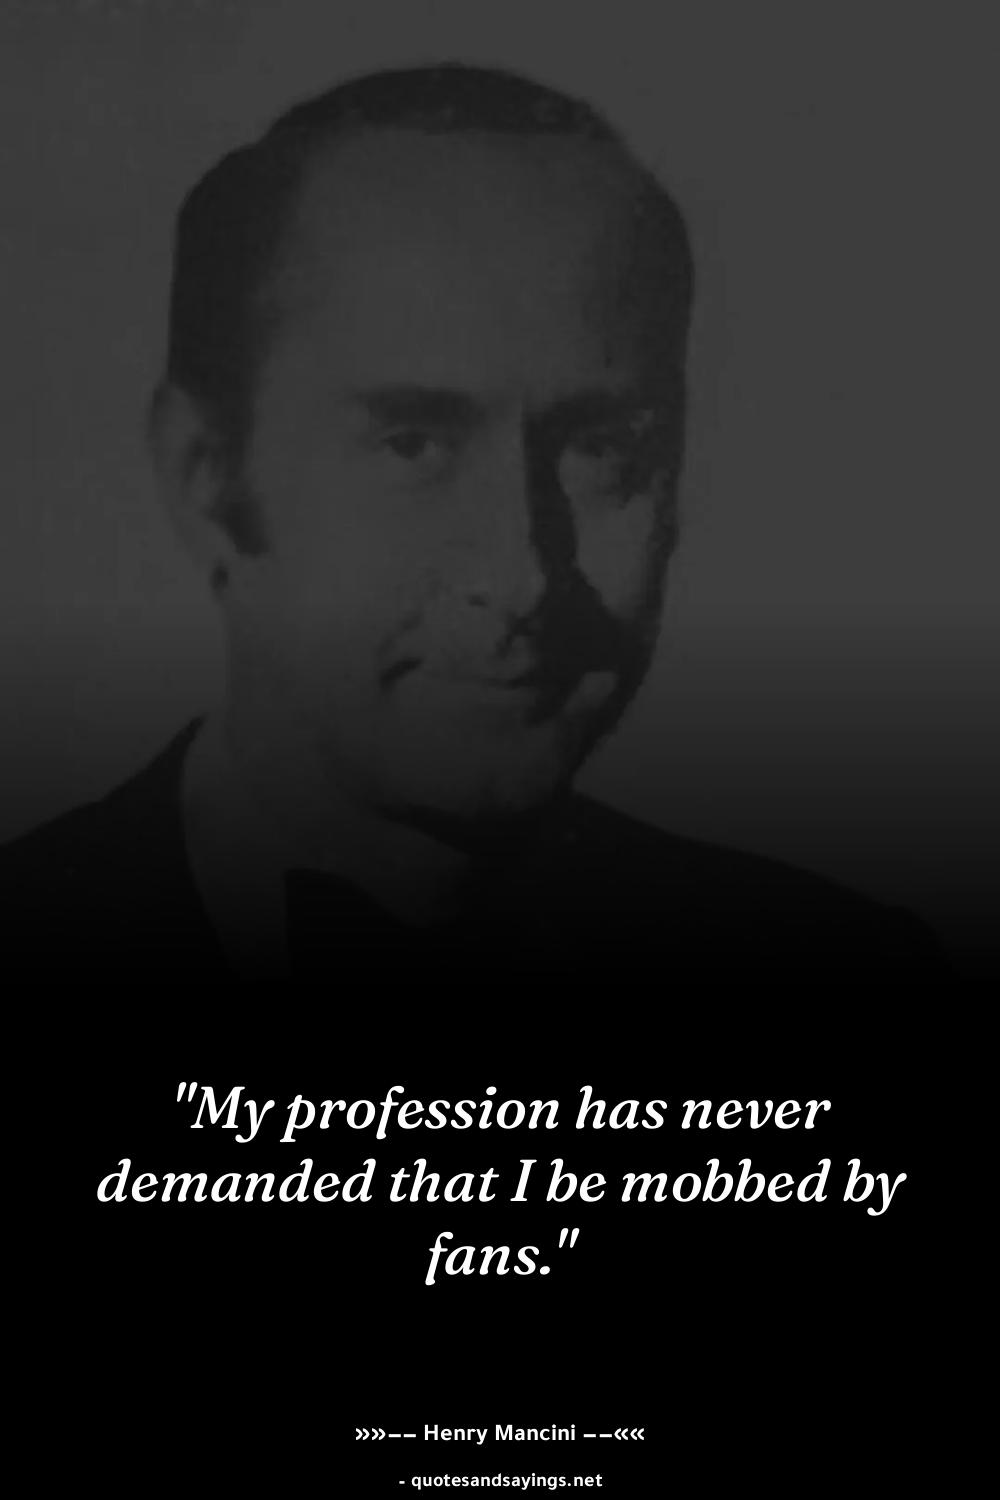 "My profession has never
demanded that I be mobbed by
fans."
»»–– Henry Mancini ––««
- quotesandsayings.net